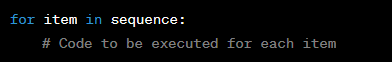 for item in sequence:
    # Code to be executed for each item